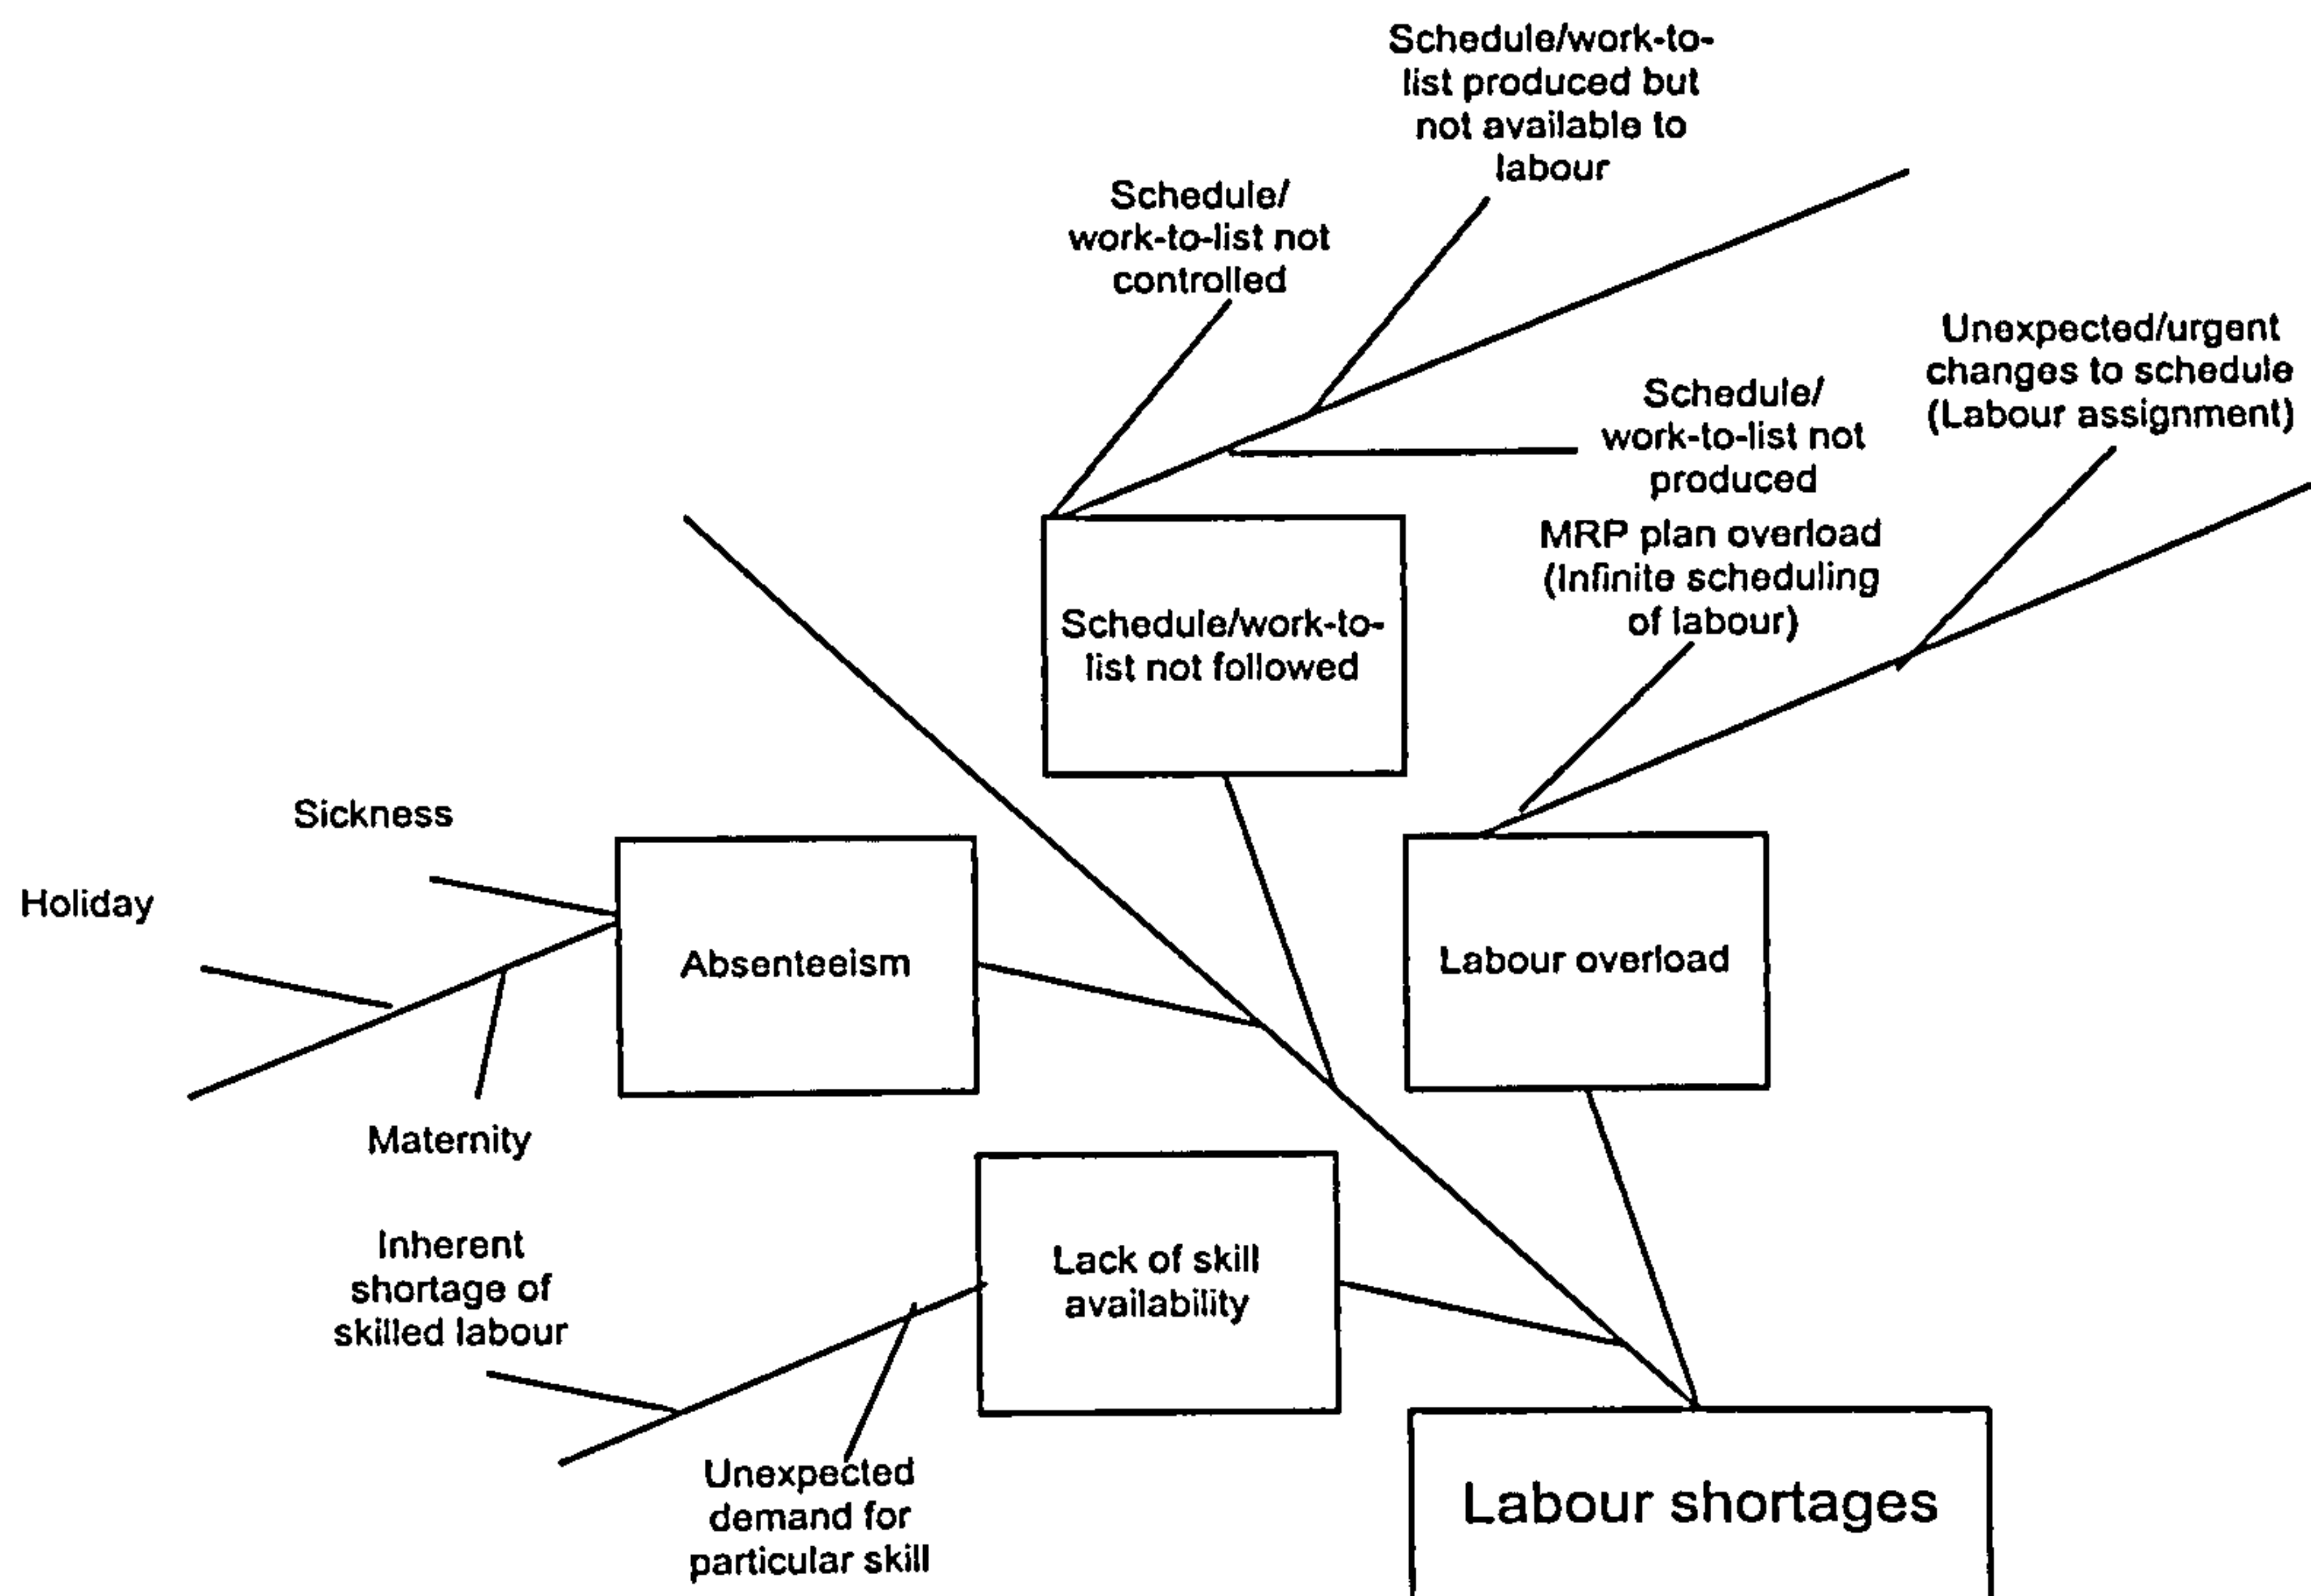 Schedule/work-to-
list produced but
not available to
labour
Schedule/
work-to-list not
controlled
Unexpected/urgent
changes to schedule
(Labour assignment)
Schedule/
work-to-list not
produced
MRP plan overload
(Infinite scheduling
of labour)
Schedule/work-to-
list not followed
Sickness
Holiday
Absenteeism
Labour overload
Maternity
Inherent
shortage of
skilled labour
Lack of skill
availability
Unexpected
demand for
particular skill
Labour shortages